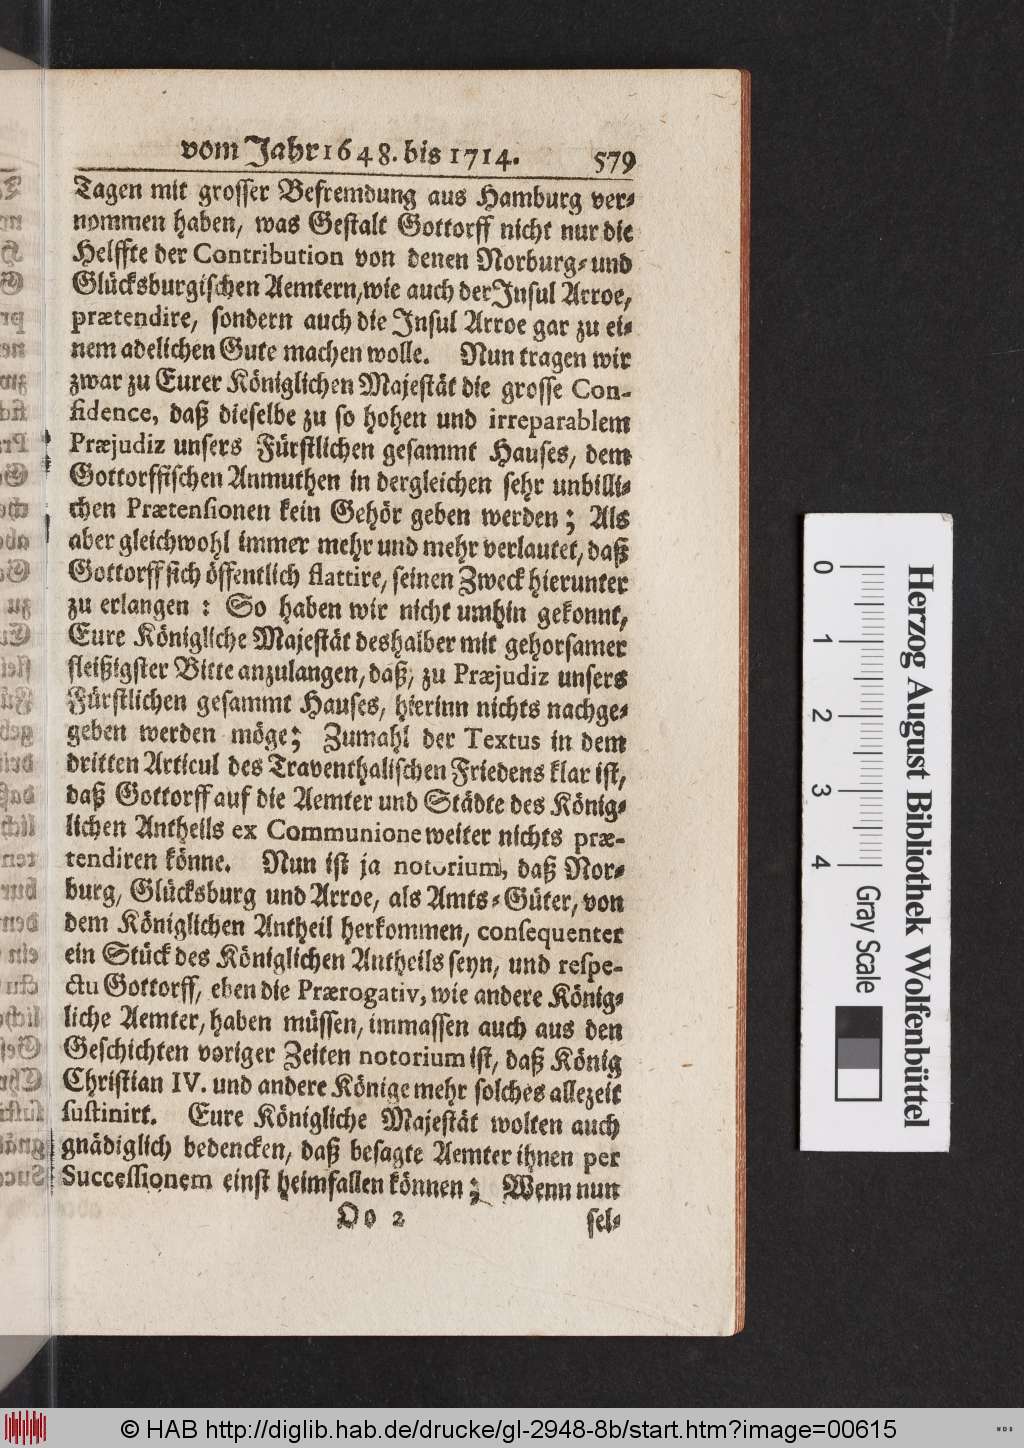 vom Jahr 1648. bis 1714. 579
Tagen mit grosser Befremdung aus Hamburg ver-
nommen haben, was Gestalt Gottorff nicht nur die
Helffte der Contribution von denen Norburg- und
Glücksburgischen Aemtern, wie auch der Insul Arroe,
prætendire, sondern auch die Insul Arroe gar zu ei-
nem adelichen Gute machen wolle. Nun tragen wir
zwar zu Eurer Königlichen Majestät die grosse Con-
fidence, daß dieselbe zu so hohen und irreparablem
Præjudiz unsers Fürstlichen gesammt Hauses, dem
Gottorffischen Anmuthen in dergleichen sehr unbilli-
chen Prætensionen kein Gehör geben werden; Als
aber gleichwohl immer mehr und mehr verlautet, daß
Gottorff sich öffentlich flattire, seinen Zweck hierunter
zu erlangen : So haben wir nicht umhin gekonnt,
Eure Königliche Majestät deshalber mit gehorsamer
fleißigster Bitte anzulangen, daß, zu Præjudiz unsers
Fürstlichen gesammt Hauses, hierinn nichts nachge-
geben werden möge; Zumahl der Textus in dem
dritten Articul des Traventhalischen Friedens klar ist,
daß Gottorff auf die Aemter und Städte des König-
lichen Antheils ex Communione weiter nichts præ-
tendiren könne. Nun ist ja notorium, daß Nor-
burg, Glücksburg und Arroe, als Amts-Güter, von
dem Königlichen Antheil herkommen, consequenter
ein Stück des Königlichen Antheils seyn, und respe-
ctu Gottorff, eben die Prærogativ, wie andere König-
liche Aemter, haben müssen, immassen auch aus den
Geschichten voriger Zeiten notorium ist, daß König
Christian IV. und andere Könige mehr solches allezeit
sustinirt. Eure Königliche Majestät wolten auch
gnädiglich bedencken, daß besagte Aemter ihnen per
Successionem einst heimfallen können; Wenn nun
Oo 2 sel-
0 1 2 3 4
Gray Scale
Herzog August Bibliothek Wolfenbüttel
© HAB http://diglib.hab.de/drucke/gl-2948-8b/start.htm?image=00615